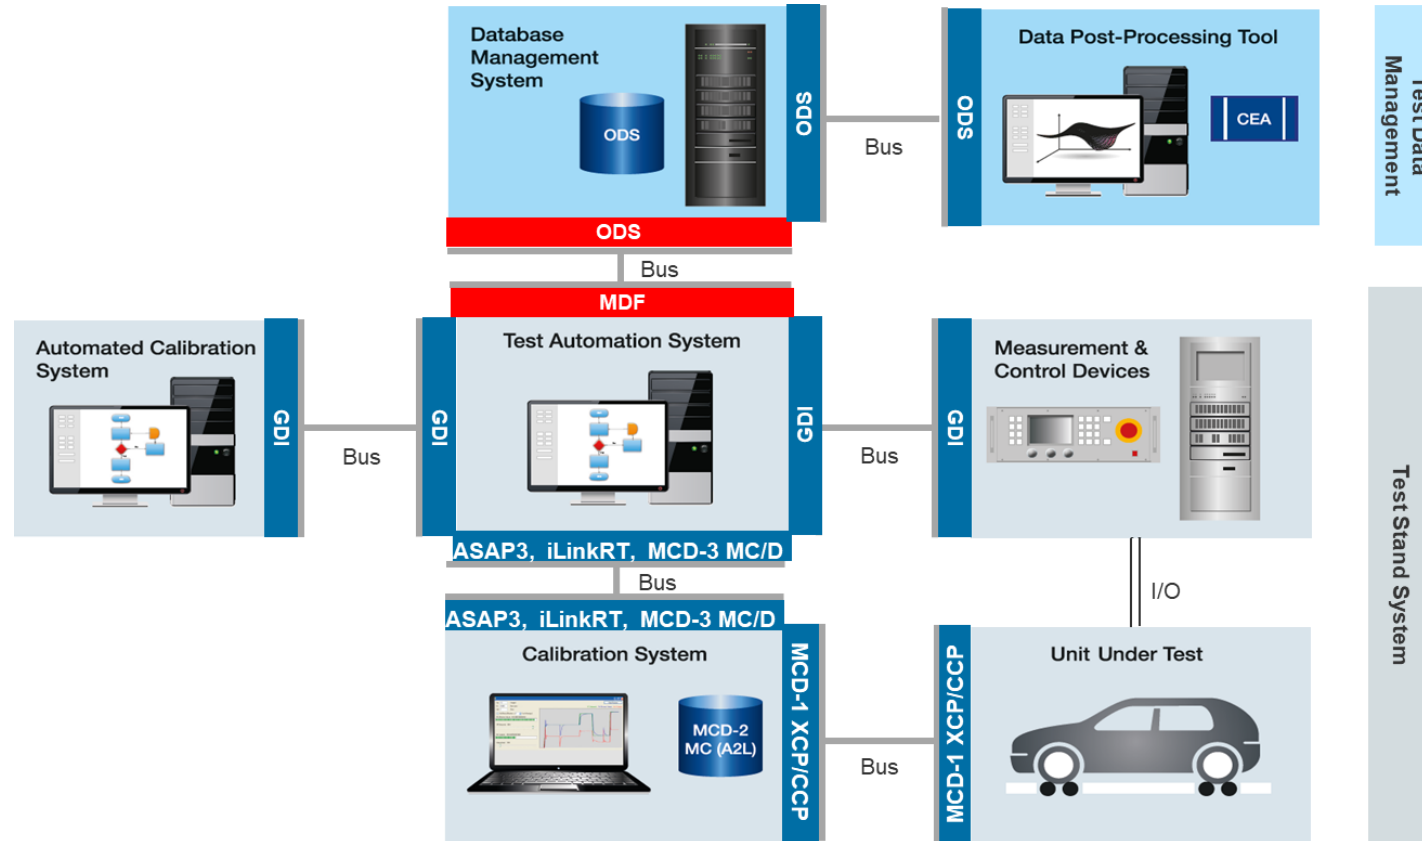 Database
Management
System
ODS
ODS
ODS
Bus
ODS
Data Post-Processing Tool
CEA
Test Data
Management
Bus
MDF
Automated Calibration
System
GDI
Bus
GDI
Test Automation System
GDI
Bus
GDI
Measurement &
Control Devices
ASAP3, iLinkRT, MCD-3 MC/D
Bus
ASAP3, iLinkRT, MCD-3 MC/D
I/O
Test Stand System
Calibration System
MCD-2
MC (A2L)
MCD-1 XCP/CCP
Bus
MCD-1 XCP/CCP
Unit Under Test